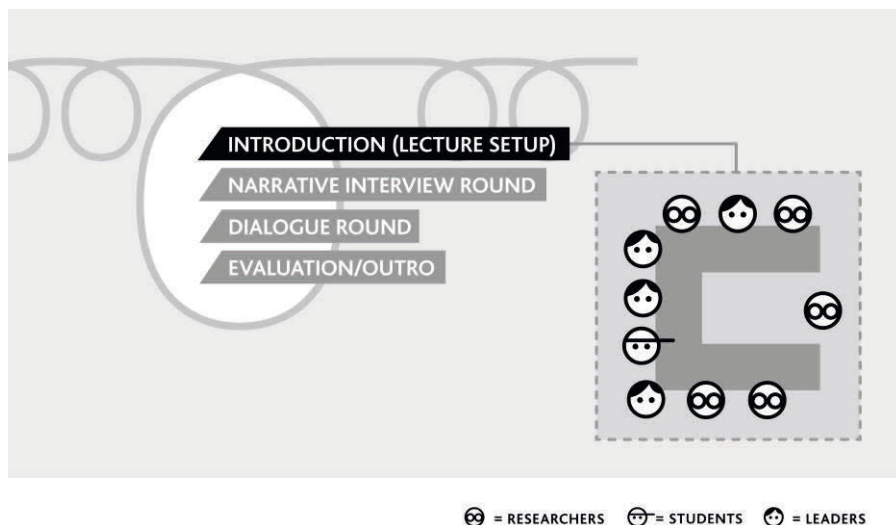 INTRODUCTION (LECTURE SETUP)
NARRATIVE INTERVIEW ROUND
DIALOGUE ROUND
EVALUATION/OUTRO
= RESEARCHERS = STUDENTS = LEADERS